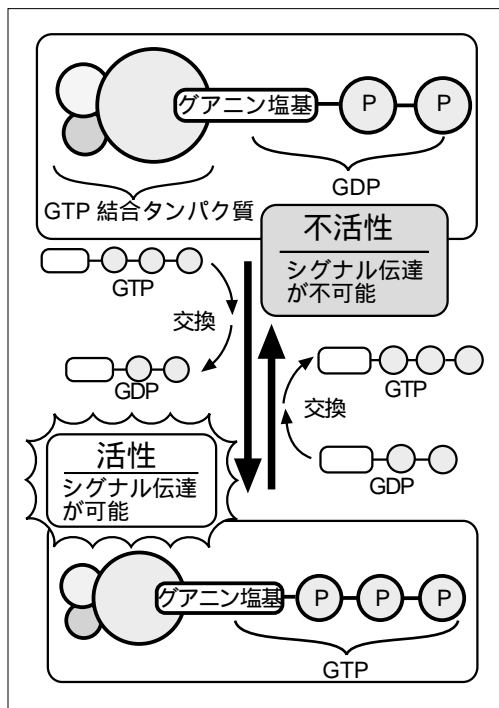 グアニン塩基
P
P
GDP
GTP 結合タンパク質
不活性
シグナル伝達
が不可能
GTP
交換
GDP
GTP
交換
GDP
活性
シグナル伝達
が可能
グアニン塩基
P
P
P
GTP